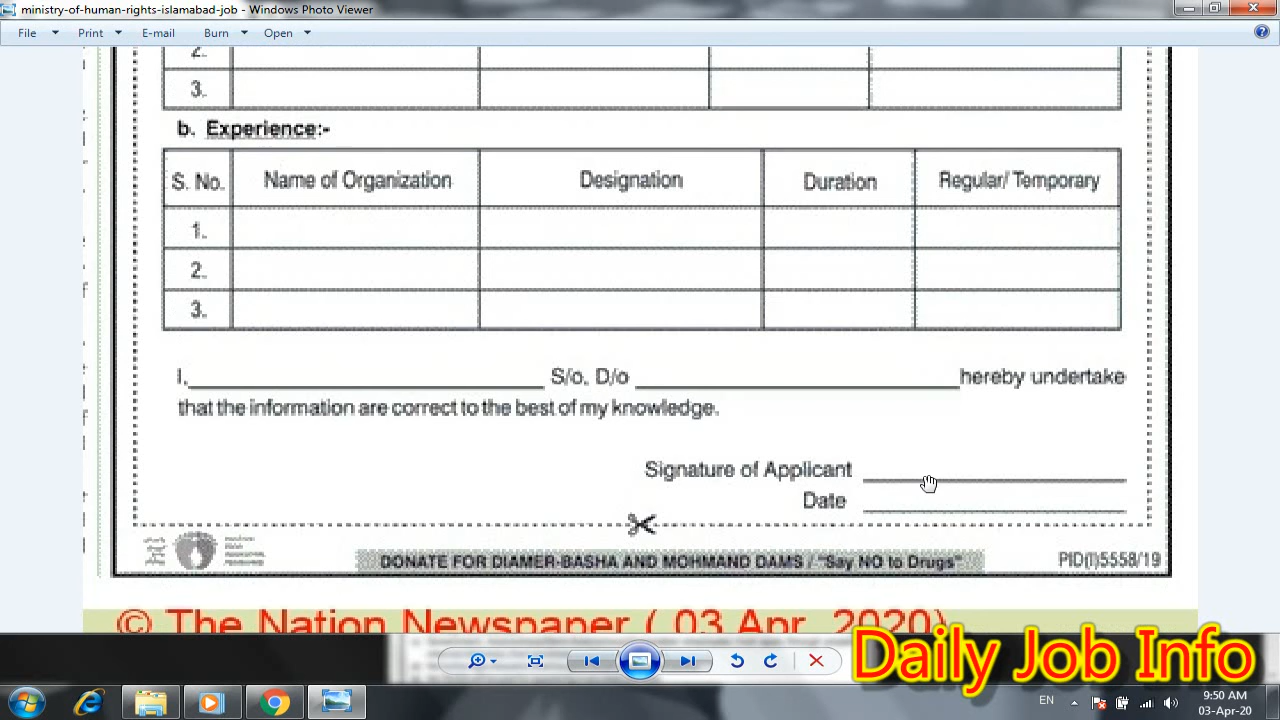 ministry-of-human-rights-islamabad-job - Windows Photo Viewer
File Print E-mail Burn Open
2.
3.
b. Experience:-
S. No. Name of Organization Designation Duration Regular/ Temporary
1.
2.
3.
I, S/o, D/o hereby undertake
that the information are correct to the best of my knowledge.
Signature of Applicant
Date
DONATE FOR DIAMER-BASHA AND MOHMAND DAMS / "Say NO to Drugs"
PID(I)5558/19
© The Nation Newspaper ( 03 Apr, 2020)
Daily Job Info
EN
9:50 AM
03-Apr-20